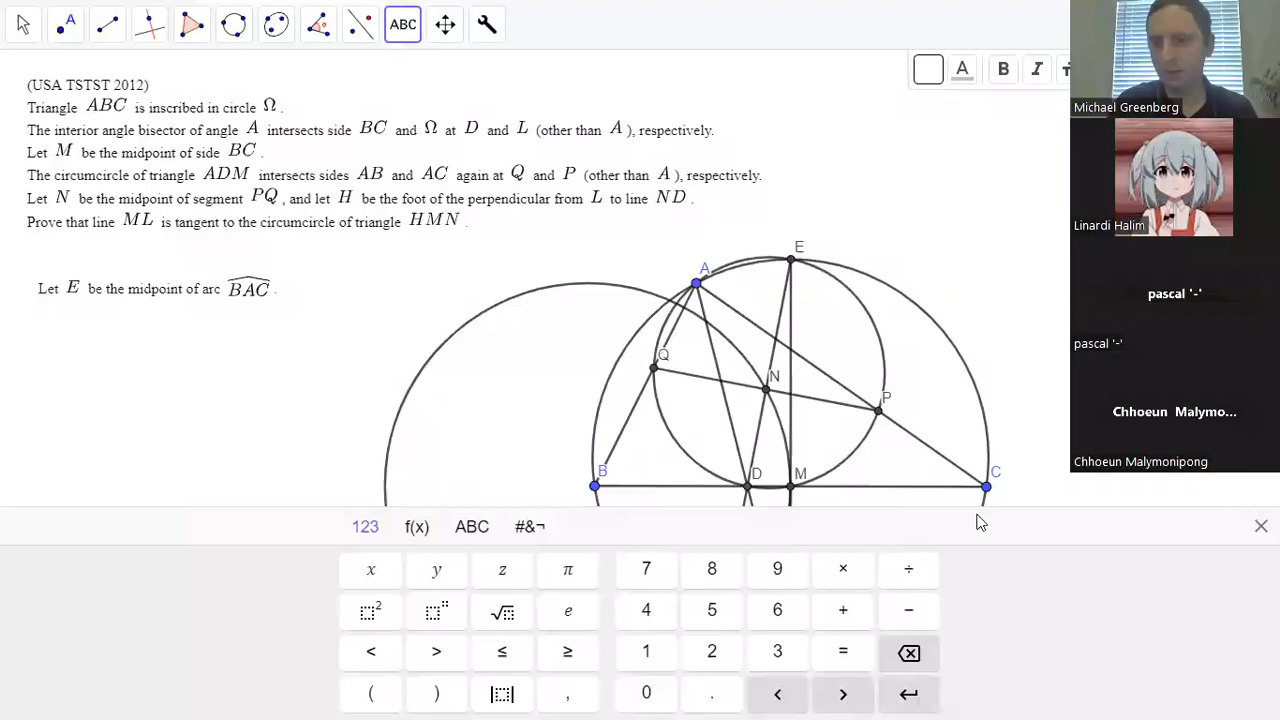 ABC
B
I
A
Michael Greenberg
(USA TSTST 2012)
Triangle ABC is inscribed in circle Ω .
The interior angle bisector of angle A intersects side BC and Ω at D and L (other than A ), respectively.
Let M be the midpoint of side BC .
The circumcircle of triangle ADM intersects sides AB and AC again at Q and P (other than A ), respectively.
Let N be the midpoint of segment PQ , and let H be the foot of the perpendicular from L to line ND .
Prove that line ML is tangent to the circumcircle of triangle HMN .
Let E be the midpoint of arc BAC .
Linardi Halim
pascal '-'
pascal '-'
Chhoeun Malymo...
Chhoeun Malymonipong
E
A
Q
N
P
B
D
M
C
123 f(x) ABC #&¬
x y z π 7 8 9 × ÷
√ e 4 5 6 + −
< > ≤ ≥ 1 2 3 =
( ) , 0 . < >